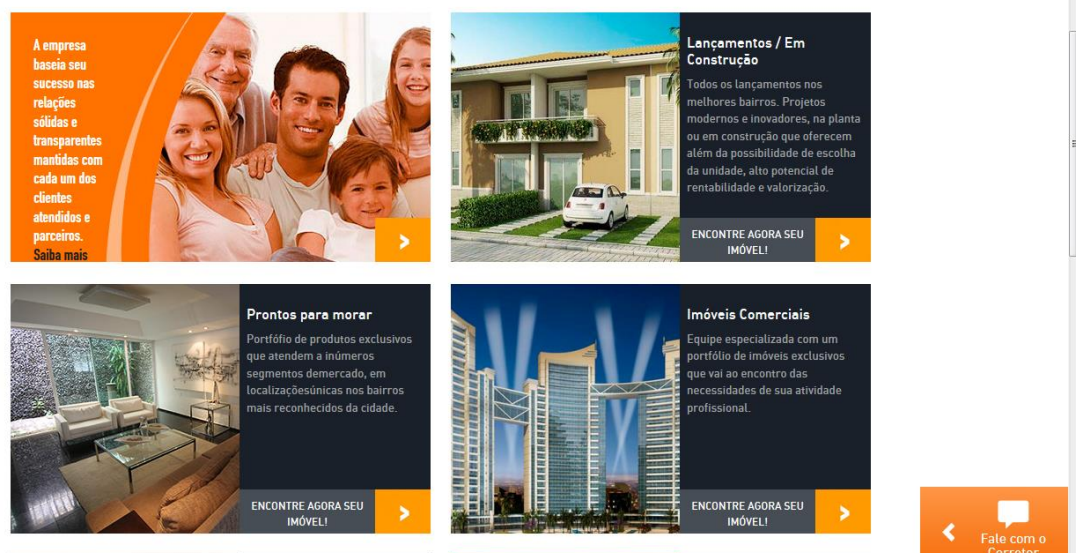 A empresa
baseia seu
sucesso nas
relações
sólidas e
transparentes
mantidas com
cada um dos
clientes
atendidos e
parceiros.
Saiba mais
Lançamentos / Em
Construção
Todos os lançamentos nos
melhores bairros. Projetos
modernos e inovadores, na planta
ou em construção que oferecem
além da possibilidade de escolha
da unidade, alto potencial de
rentabilidade e valorização.
ENCONTRE AGORA SEU
IMÓVEL!
Prontos para morar
Portfófio de produtos exclusivos
que atendem a inúmeros
segmentos demercado, em
localizaçõesúnicas nos bairros
mais reconhecidos da cidade.
ENCONTRE AGORA SEU
IMÓVEL!
Imóveis Comerciais
Equipe especializada com um
portfólio de imóveis exclusivos
que vai ao encontro das
necessidades de sua atividade
profissional.
ENCONTRE AGORA SEU
IMÓVEL!
Fale com o
Corretor